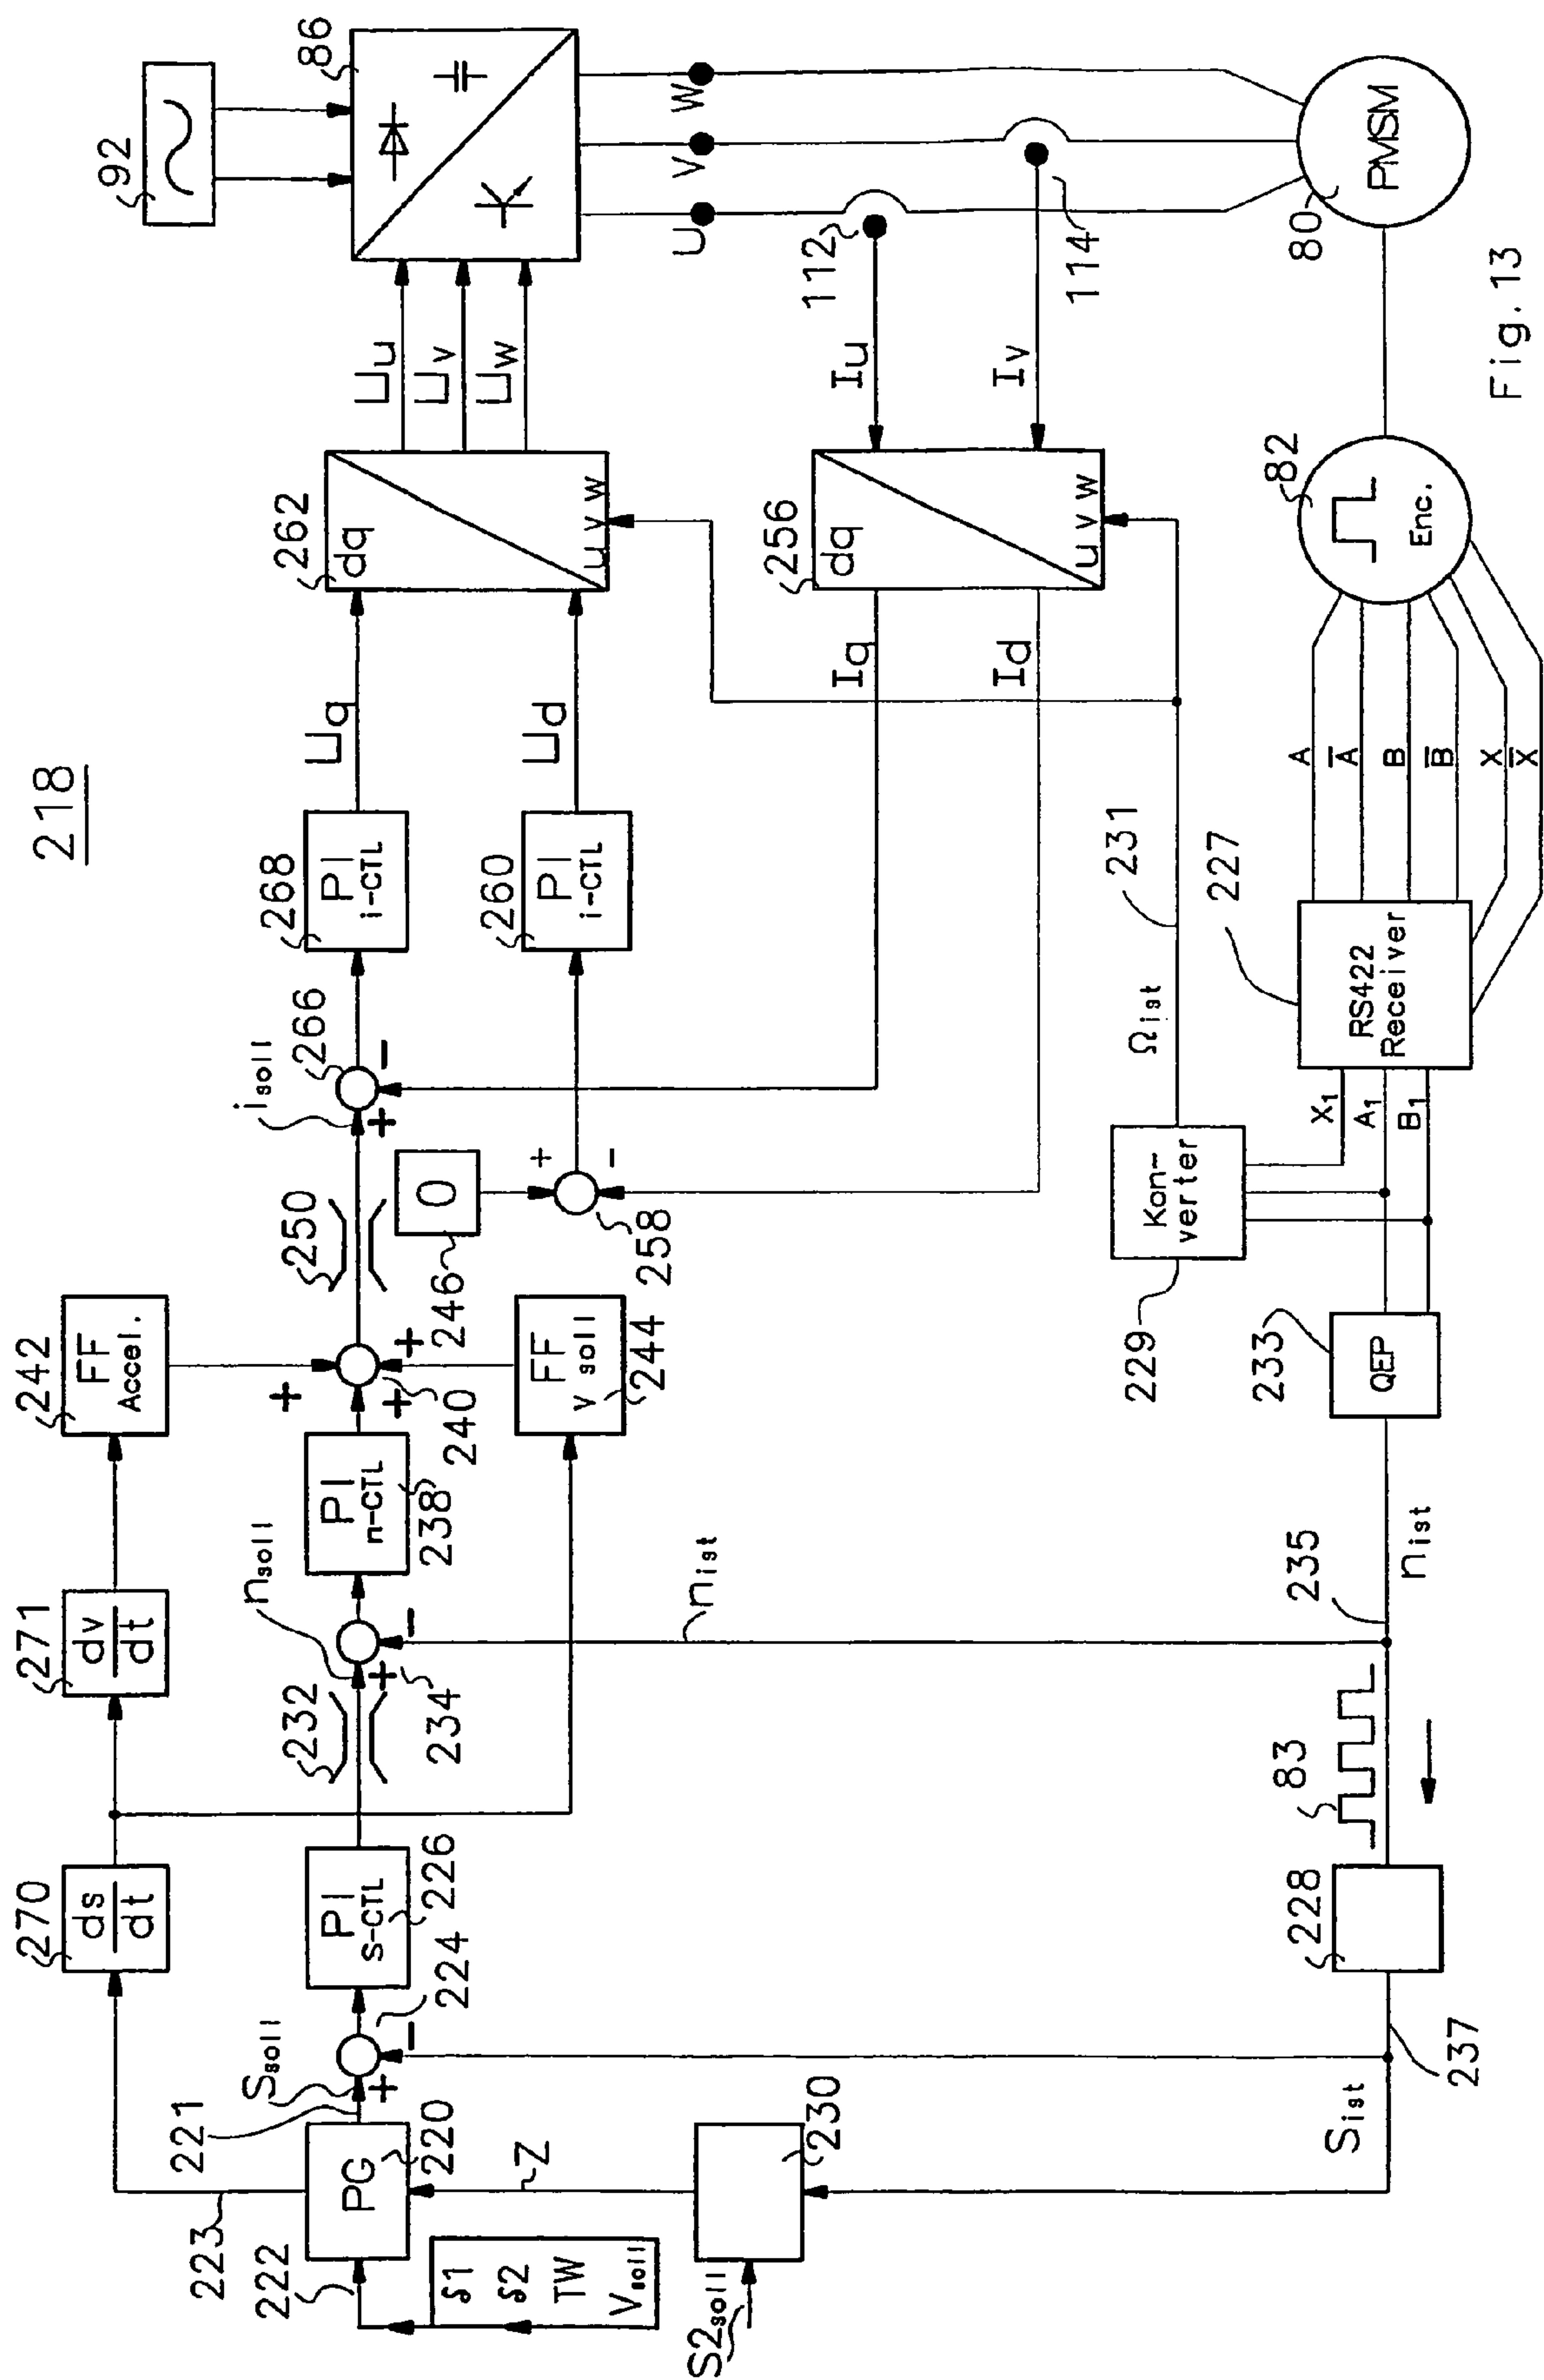 218
92
86
U
V
W
112
114
80
PMSM
Uu
Uv
Uw
Iu
Iv
262
dq
u v w
256
dq
u v w
82
Enc.
Uq
Ud
Iq
Id
A
A̅
B
B̅
X
X̅
268
PI
i-CTL
260
PI
i-CTL
231
227
RS422
Receiver
Ωist
X1
A1
B1
isoll
266
+
−
250
0
246
+
−
258
Kon-
verter
229
242
FF
Accel.
+
+
+
240
FF
v soll
244
233
QEP
PI
n-CTL
238
nsoll
271
dv
dt
232
+
−
234
nist
235
nist
83
270
ds
dt
PI
s-CTL
226
224
228
Ssoll
+
−
221
223
PG
220
222
δ1
δ2
TW
Vsoll
Z
230
S2soll
Sist
237
Fig. 13